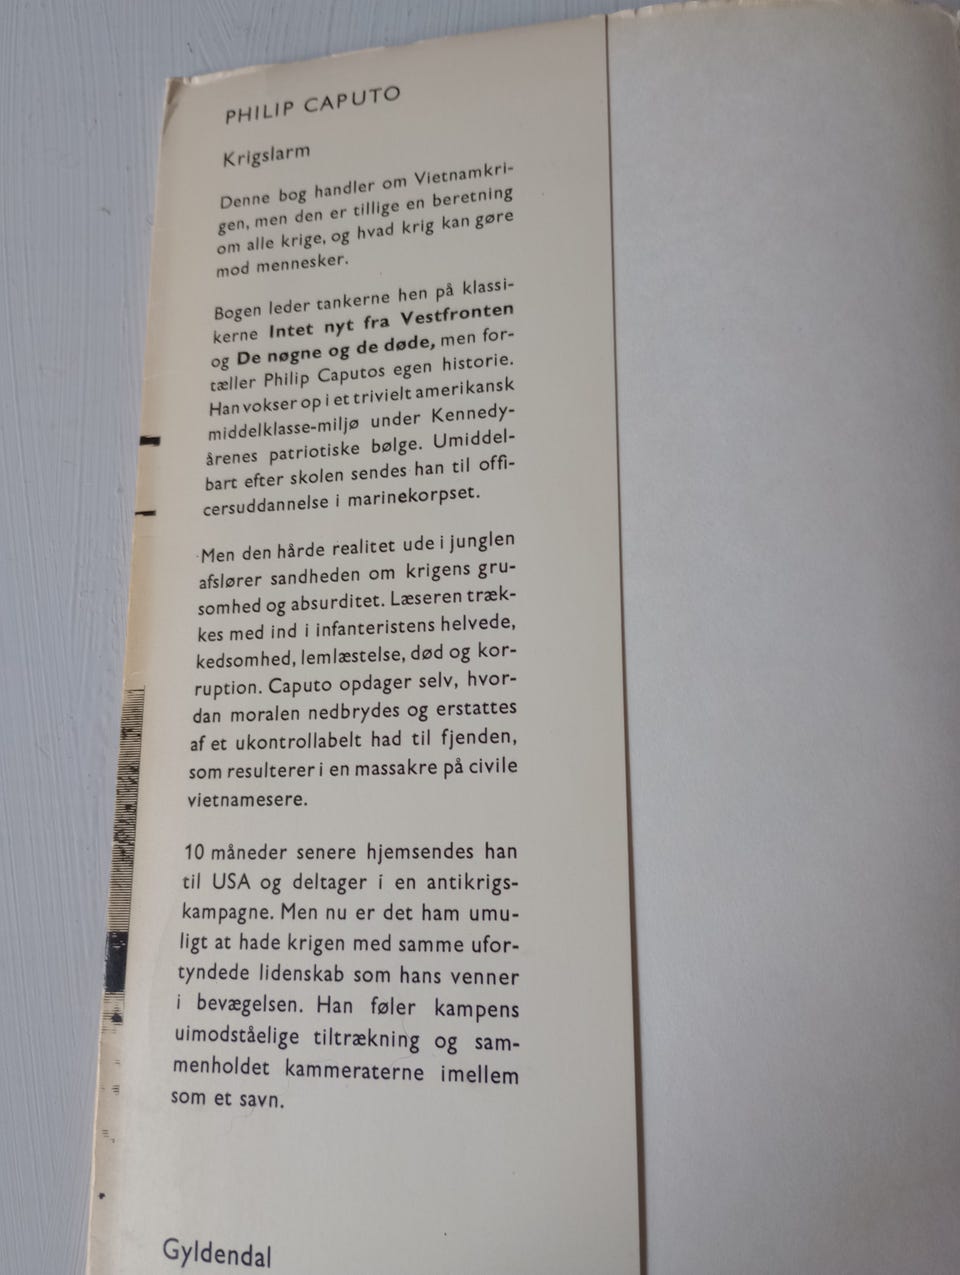 PHILIP CAPUTO
Krigslarm
Denne bog handler om Vietnamkri-
gen, men den er tillige en beretning
om alle krige, og hvad krig kan gøre
mod mennesker.
Bogen leder tankerne hen på klassi-
kerne Intet nyt fra Vestfronten
og De nøgne og de døde, men for-
tæller Philip Caputos egen historie.
Han vokser op i et trivielt amerikansk
middelklasse-miljø under Kennedy-
årenes patriotiske bølge. Umiddel-
bart efter skolen sendes han til offi-
cersuddannelse i marinekorpset.
Men den hårde realitet ude i junglen
afslører sandheden om krigens gru-
somhed og absurditet. Læseren træk-
kes med ind i infanteristens helvede,
kedsomhed, lemlæstelse, død og kor-
ruption. Caputo opdager selv, hvor-
dan moralen nedbrydes og erstattes
af et ukontrollabelt had til fjenden,
som resulterer i en massakre på civile
vietnamesere.
10 måneder senere hjemsendes han
til USA og deltager i en antikrigs-
kampagne. Men nu er det ham umu-
ligt at hade krigen med samme ufor-
tyndede lidenskab som hans venner
i bevægelsen. Han føler kampens
uimodståelige tiltrækning og sam-
menholdet kammeraterne imellem
som et savn.
Gyldendal